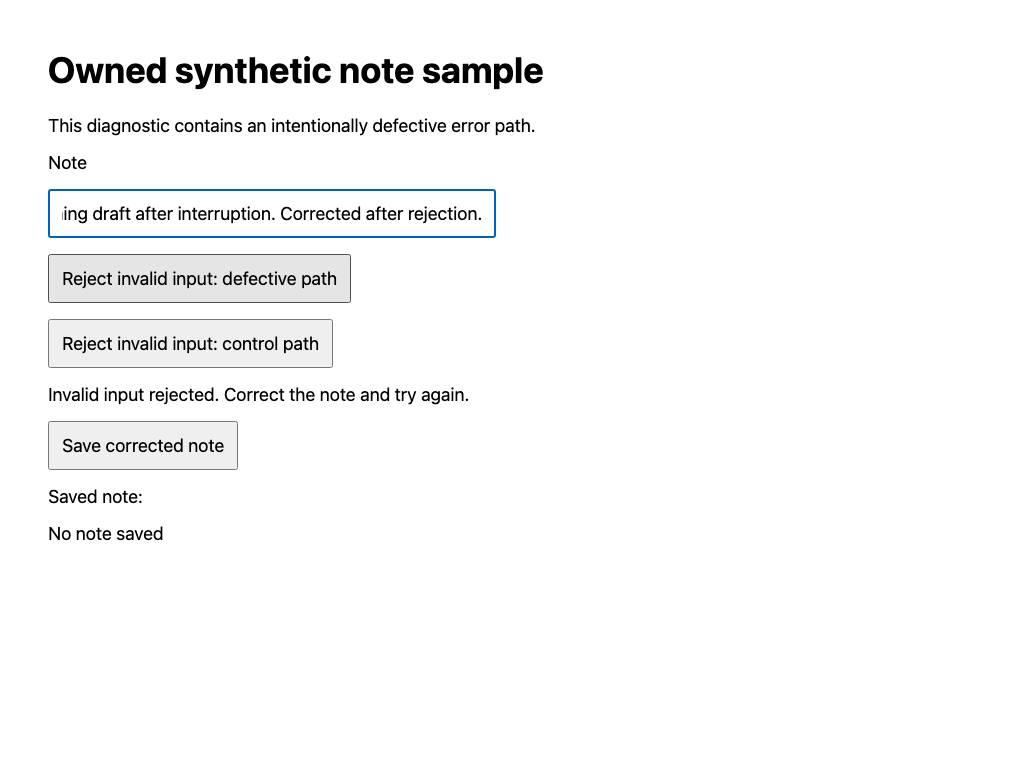 Owned synthetic note sample
This diagnostic contains an intentionally defective error path.
Note
draft after interruption. Corrected after rejection.
Reject invalid input: defective path
Reject invalid input: control path
Invalid input rejected. Correct the note and try again.
Save corrected note
Saved note:
No note saved